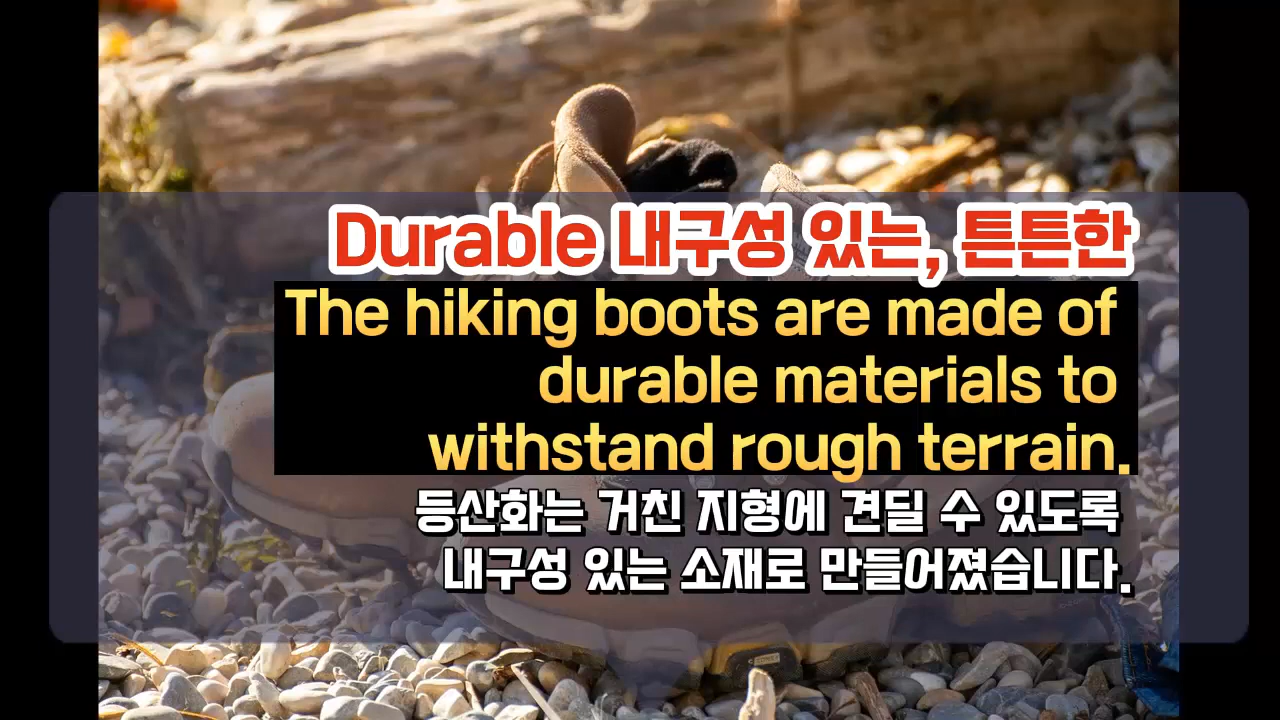 Durable 내구성 있는, 튼튼한
The hiking boots are made of
durable materials to
withstand rough terrain.
등산화는 거친 지형에 견딜 수 있도록
내구성 있는 소재로 만들어졌습니다.